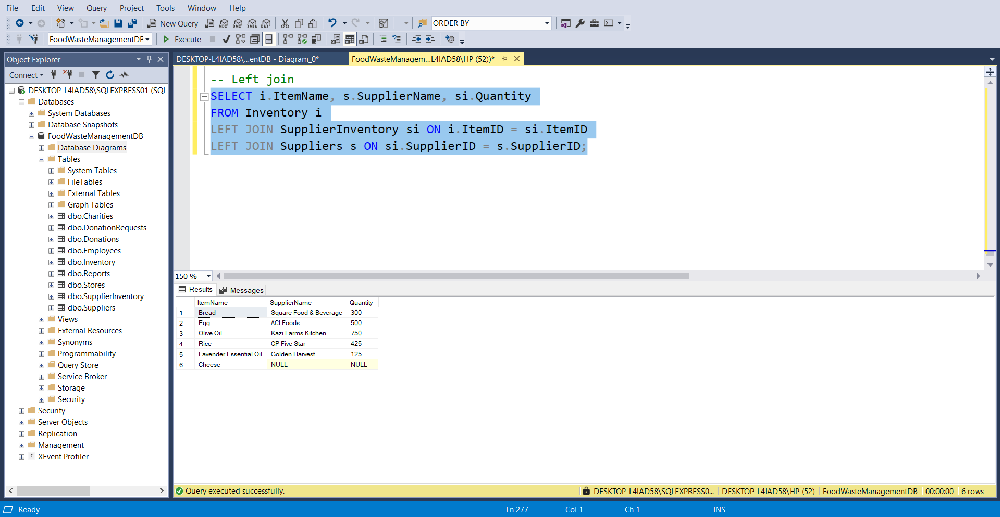 File Edit View Query Project Tools Window Help
New Query MDX DMX XMLA DAX ORDER BY
FoodWasteManagementDB Execute
Object Explorer
Connect
DESKTOP-L4IAD58\SQLEXPRESS01 (SQL
Databases
System Databases
Database Snapshots
FoodWasteManagementDB
Database Diagrams
Tables
System Tables
FileTables
External Tables
Graph Tables
dbo.Charities
dbo.DonationRequests
dbo.Donations
dbo.Employees
dbo.Inventory
dbo.Reports
dbo.Stores
dbo.SupplierInventory
dbo.Suppliers
Views
External Resources
Synonyms
Programmability
Query Store
Service Broker
Storage
Security
Security
Server Objects
Replication
Management
XEvent Profiler
DESKTOP-L4IAD58\...entDB - Diagram_0* FoodWasteManagem...L4IAD58\HP (52))*
-- Left join
SELECT i.ItemName, s.SupplierName, si.Quantity
FROM Inventory i
LEFT JOIN SupplierInventory si ON i.ItemID = si.ItemID
LEFT JOIN Suppliers s ON si.SupplierID = s.SupplierID;
150 %
Results Messages
ItemName SupplierName Quantity
1 Bread Square Food & Beverage 300
2 Egg ACI Foods 500
3 Olive Oil Kazi Farms Kitchen 750
4 Rice CP Five Star 425
5 Lavender Essential Oil Golden Harvest 125
6 Cheese NULL NULL
Query executed successfully. DESKTOP-L4IAD58\SQLEXPRESS0... DESKTOP-L4IAD58\HP (52) FoodWasteManagementDB 00:00:00 6 rows
Ready Ln 277 Col 1 Ch 1 INS